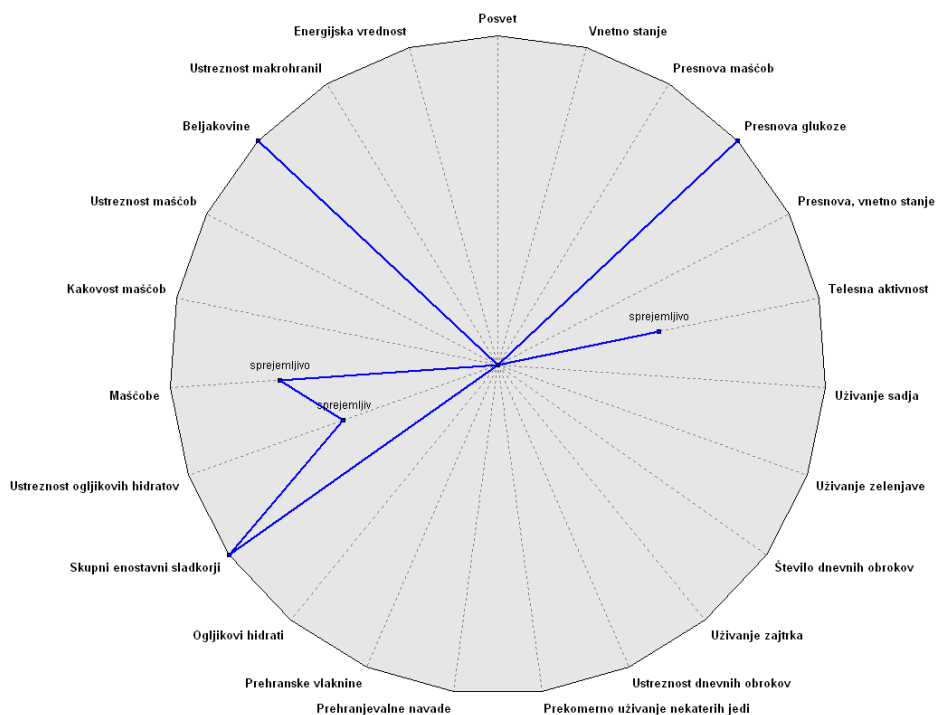 Posvet
Energijska vrednost
Vnetno stanje
Ustreznost makrohranil
Presnova maščob
Beljakovine
Presnova glukoze
Ustreznost maščob
Presnova, vnetno stanje
Kakovost maščob
Telesna aktivnost
sprejemljivo
sprejemljivo
Maščobe
Uživanje sadja
sprejemljiv
Ustreznost ogljikovih hidratov
Uživanje zelenjave
Skupni enostavni sladkorji
Število dnevnih obrokov
Ogljikovi hidrati
Uživanje zajtrka
Prehranske vlaknine
Ustreznost dnevnih obrokov
Prehranjevalne navade
Prekomerno uživanje nekaterih jedi